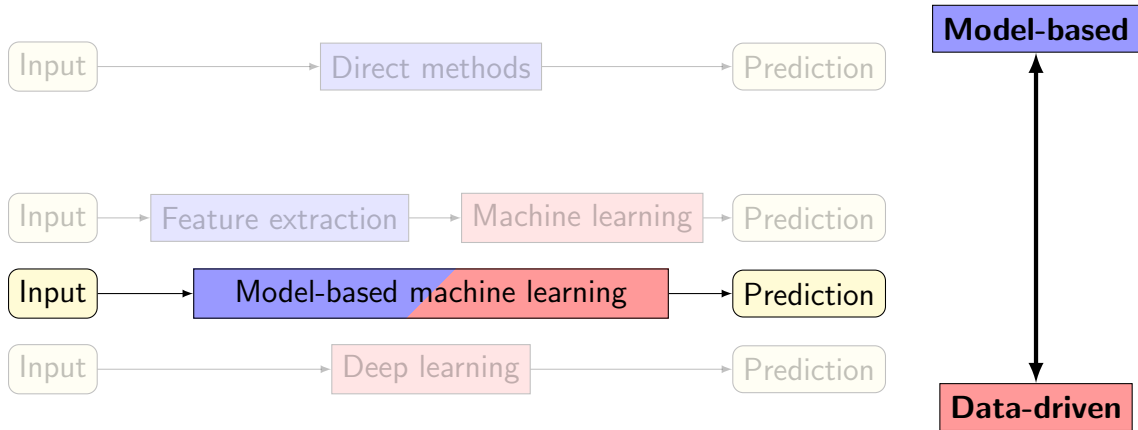 Model-based
Input Direct methods Prediction
Input Feature extraction Machine learning Prediction
Input Model-based machine learning Prediction
Input Deep learning Prediction
Data-driven